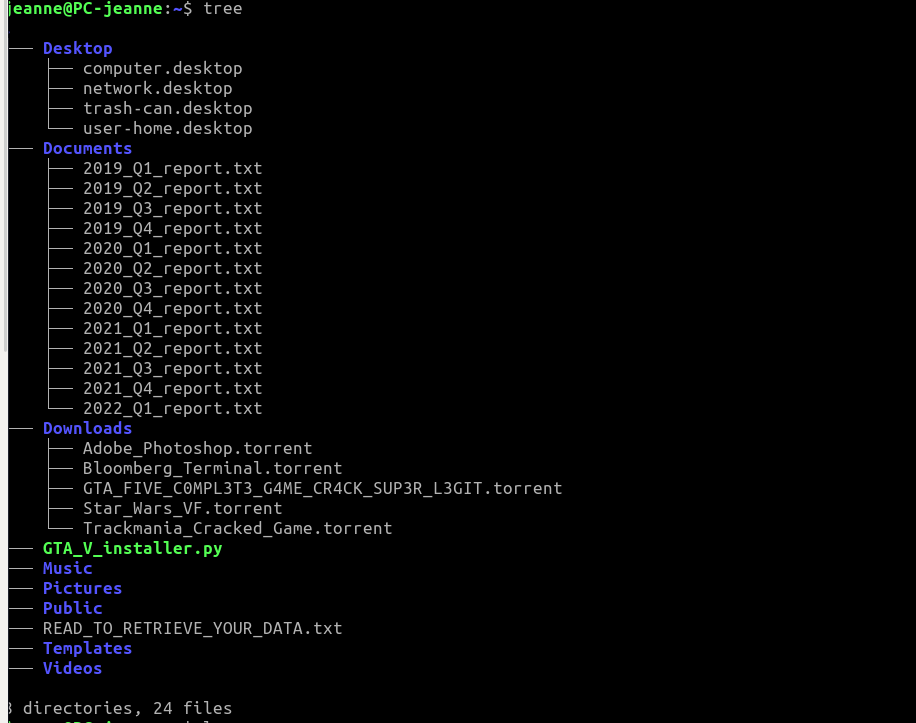 jeanne@PC-jeanne:~$ tree
── Desktop
├── computer.desktop
├── network.desktop
├── trash-can.desktop
└── user-home.desktop
── Documents
├── 2019_Q1_report.txt
├── 2019_Q2_report.txt
├── 2019_Q3_report.txt
├── 2019_Q4_report.txt
├── 2020_Q1_report.txt
├── 2020_Q2_report.txt
├── 2020_Q3_report.txt
├── 2020_Q4_report.txt
├── 2021_Q1_report.txt
├── 2021_Q2_report.txt
├── 2021_Q3_report.txt
├── 2021_Q4_report.txt
└── 2022_Q1_report.txt
── Downloads
├── Adobe_Photoshop.torrent
├── Bloomberg_Terminal.torrent
├── GTA_FIVE_C0MPL3T3_G4ME_CR4CK_SUP3R_L3GIT.torrent
├── Star_Wars_VF.torrent
└── Trackmania_Cracked_Game.torrent
── GTA_V_installer.py
── Music
── Pictures
── Public
── READ_TO_RETRIEVE_YOUR_DATA.txt
── Templates
── Videos
directories, 24 files